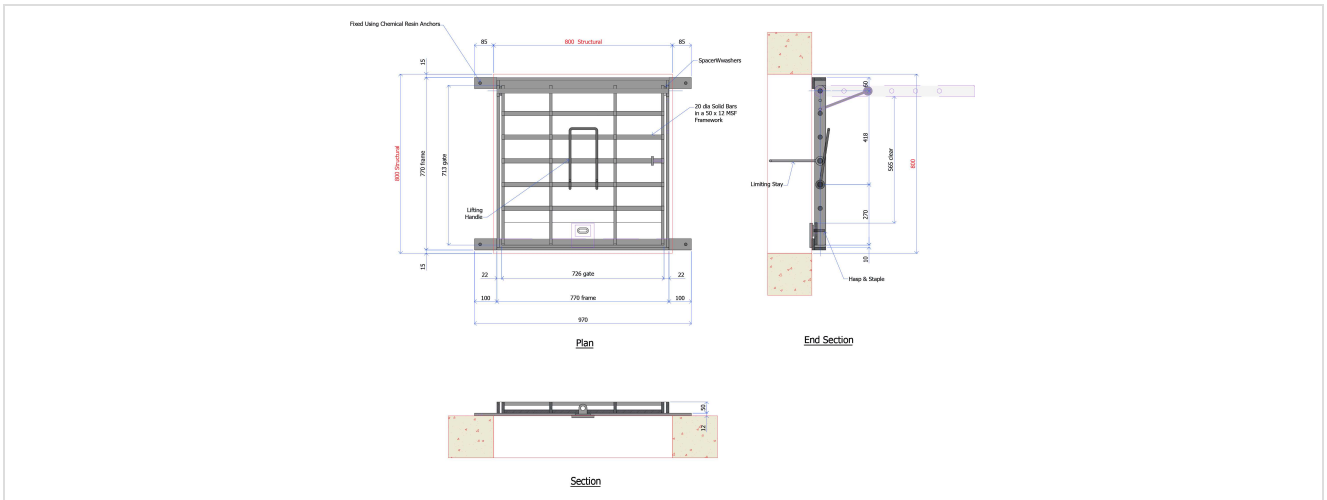 Fixed Using Chemical Resin Anchors
85
800 Structural
85
15
SpacerWwashers
20 dia Solid Bars
in a 50 x 12 MSF
Framework
800 Structural
770 frame
713 gate
Lifting
Handle
15
22
726 gate
22
100
770 frame
100
970
Plan
60
418
565 clear
800
Limiting Stay
270
10
Hasp & Staple
End Section
50
12
Section